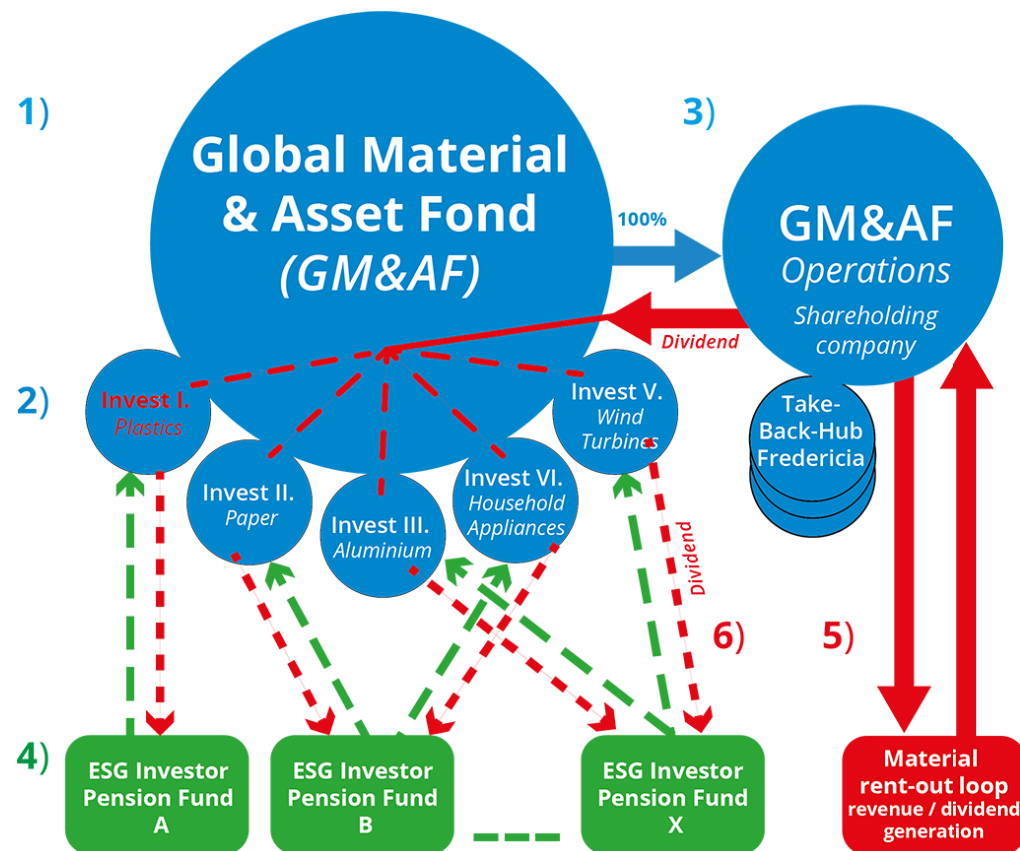 1)
Global Material
& Asset Fond
(GM&AF)
100%
3)
GM&AF
Operations
Shareholding
company
Dividend
2)
Invest I.
Plastics
Invest II.
Paper
Invest III.
Aluminium
Invest VI.
Household
Appliances
Invest V.
Wind
Turbines
Take-
Back-Hub
Fredericia
Dividend
6)
5)
4)
ESG Investor
Pension Fund
A
ESG Investor
Pension Fund
B
ESG Investor
Pension Fund
X
Material
rent-out loop
revenue / dividend
generation